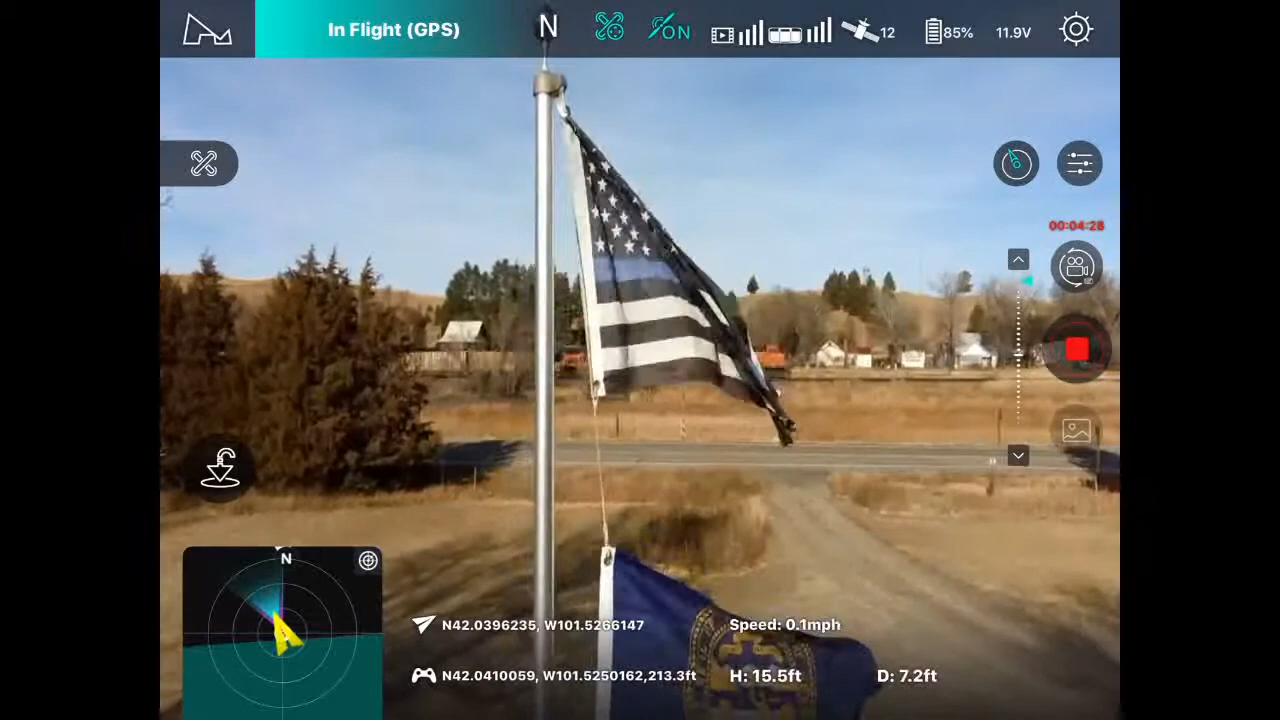 In Flight (GPS)
N
ON
12
85%
11.9V
00:04:28
N
N42.0396235, W101.5266147
Speed: 0.1mph
N42.0410059, W101.5250162,213.3ft
H: 15.5ft
D: 7.2ft